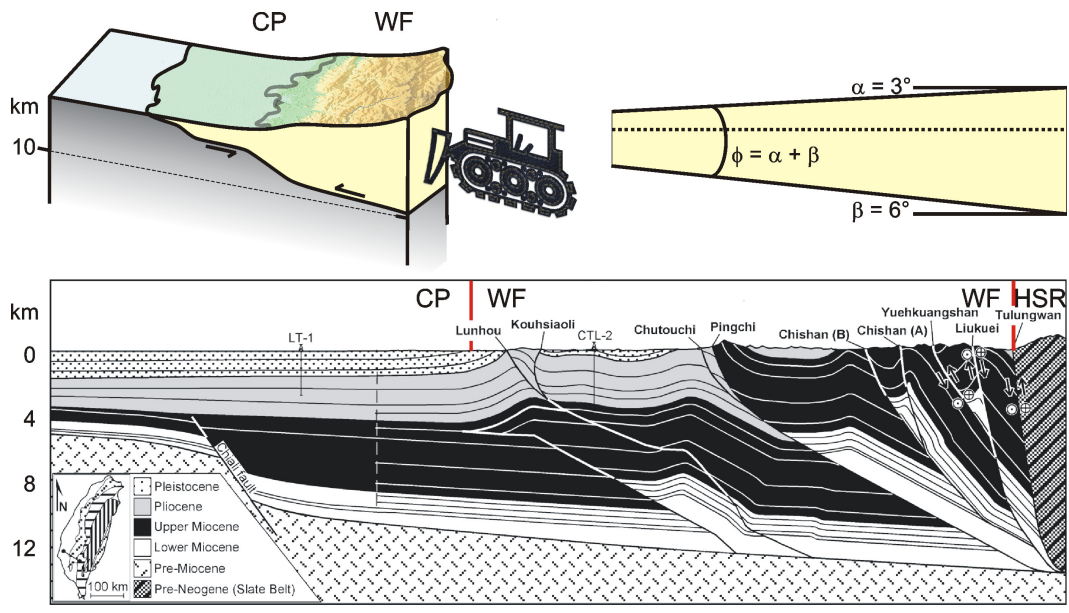 CP WF
km
10
α = 3°
ϕ = α + β
β = 6°
CP WF WF HSR
km
Lunhou Kouhsiaoli Chutouchi Pingchi Chishan (B) Chishan (A) Yuehkuangshan Liukuei Tulungwan
LT-1 CTL-2
0
4
8
12
Chiali fault
N
100 km
Pleistocene
Pliocene
Upper Miocene
Lower Miocene
Pre-Miocene
Pre-Neogene (Slate Belt)